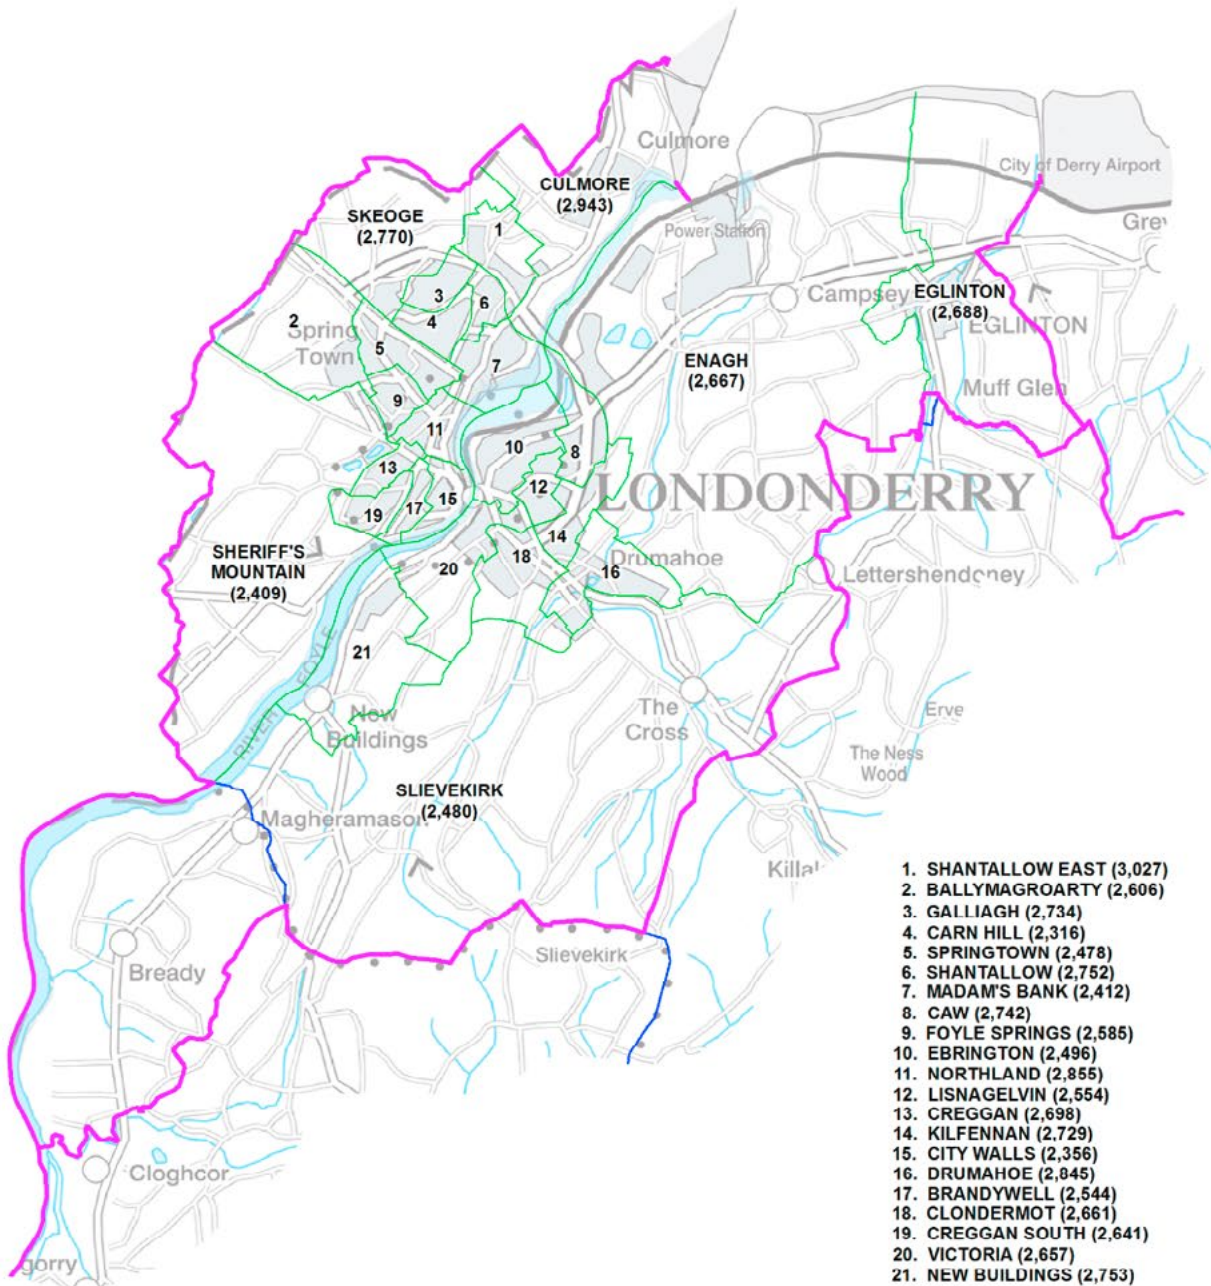 Culmore
City of Derry Airport
CULMORE
(2,943)
SKEOGE
(2,770)
1
Power Station
Grey
Campsey
EGLINTON
(2,688)
EGLINTON
3
6
2
4
Spring
Town
5
7
ENAGH
(2,667)
Muff Glen
9
11
10
8
13
12
LONDONDERRY
15
17
19
14
SHERIFF'S
MOUNTAIN
(2,409)
18
Drumahoe
20
16
Lettershendoney
21
RIVER FOYLE
New
Buildings
The
Cross
Erve
The Ness
Wood
SLIEVEKIRK
(2,480)
Magheramason
Killal
Bready
Slievekirk
Cloghcor
gorry
1. SHANTALLOW EAST (3,027)
2. BALLYMAGROARTY (2,606)
3. GALLIAGH (2,734)
4. CARN HILL (2,316)
5. SPRINGTOWN (2,478)
6. SHANTALLOW (2,752)
7. MADAM'S BANK (2,412)
8. CAW (2,742)
9. FOYLE SPRINGS (2,585)
10. EBRINGTON (2,496)
11. NORTHLAND (2,855)
12. LISNAGELVIN (2,554)
13. CREGGAN (2,698)
14. KILFENNAN (2,729)
15. CITY WALLS (2,356)
16. DRUMAHOE (2,845)
17. BRANDYWELL (2,544)
18. CLONDERMOT (2,661)
19. CREGGAN SOUTH (2,641)
20. VICTORIA (2,657)
21. NEW BUILDINGS (2,753)